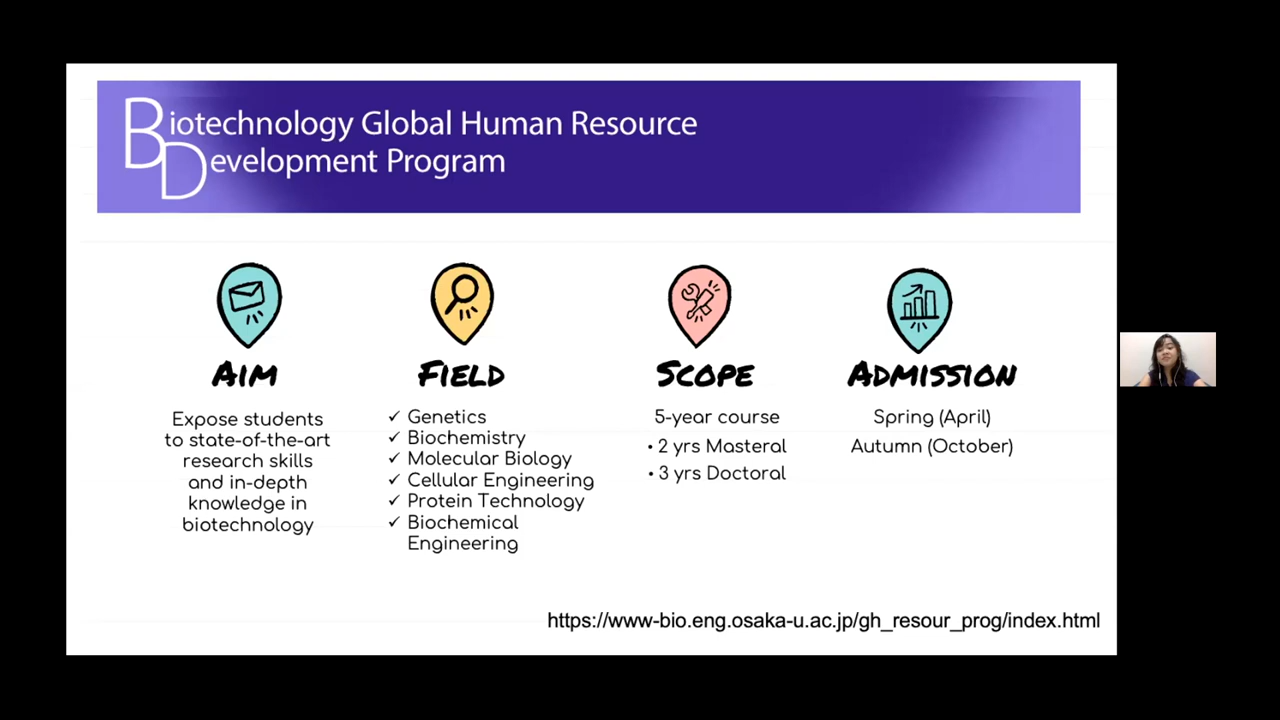 Biotechnology Global Human Resource
Development Program
AIM
Expose students
to state-of-the-art
research skills
and in-depth
knowledge in
biotechnology
FIELD
✓ Genetics
✓ Biochemistry
✓ Molecular Biology
✓ Cellular Engineering
✓ Protein Technology
✓ Biochemical
Engineering
SCOPE
5-year course
• 2 yrs Masteral
• 3 yrs Doctoral
ADMISSION
Spring (April)
Autumn (October)
https://www-bio.eng.osaka-u.ac.jp/gh_resour_prog/index.html